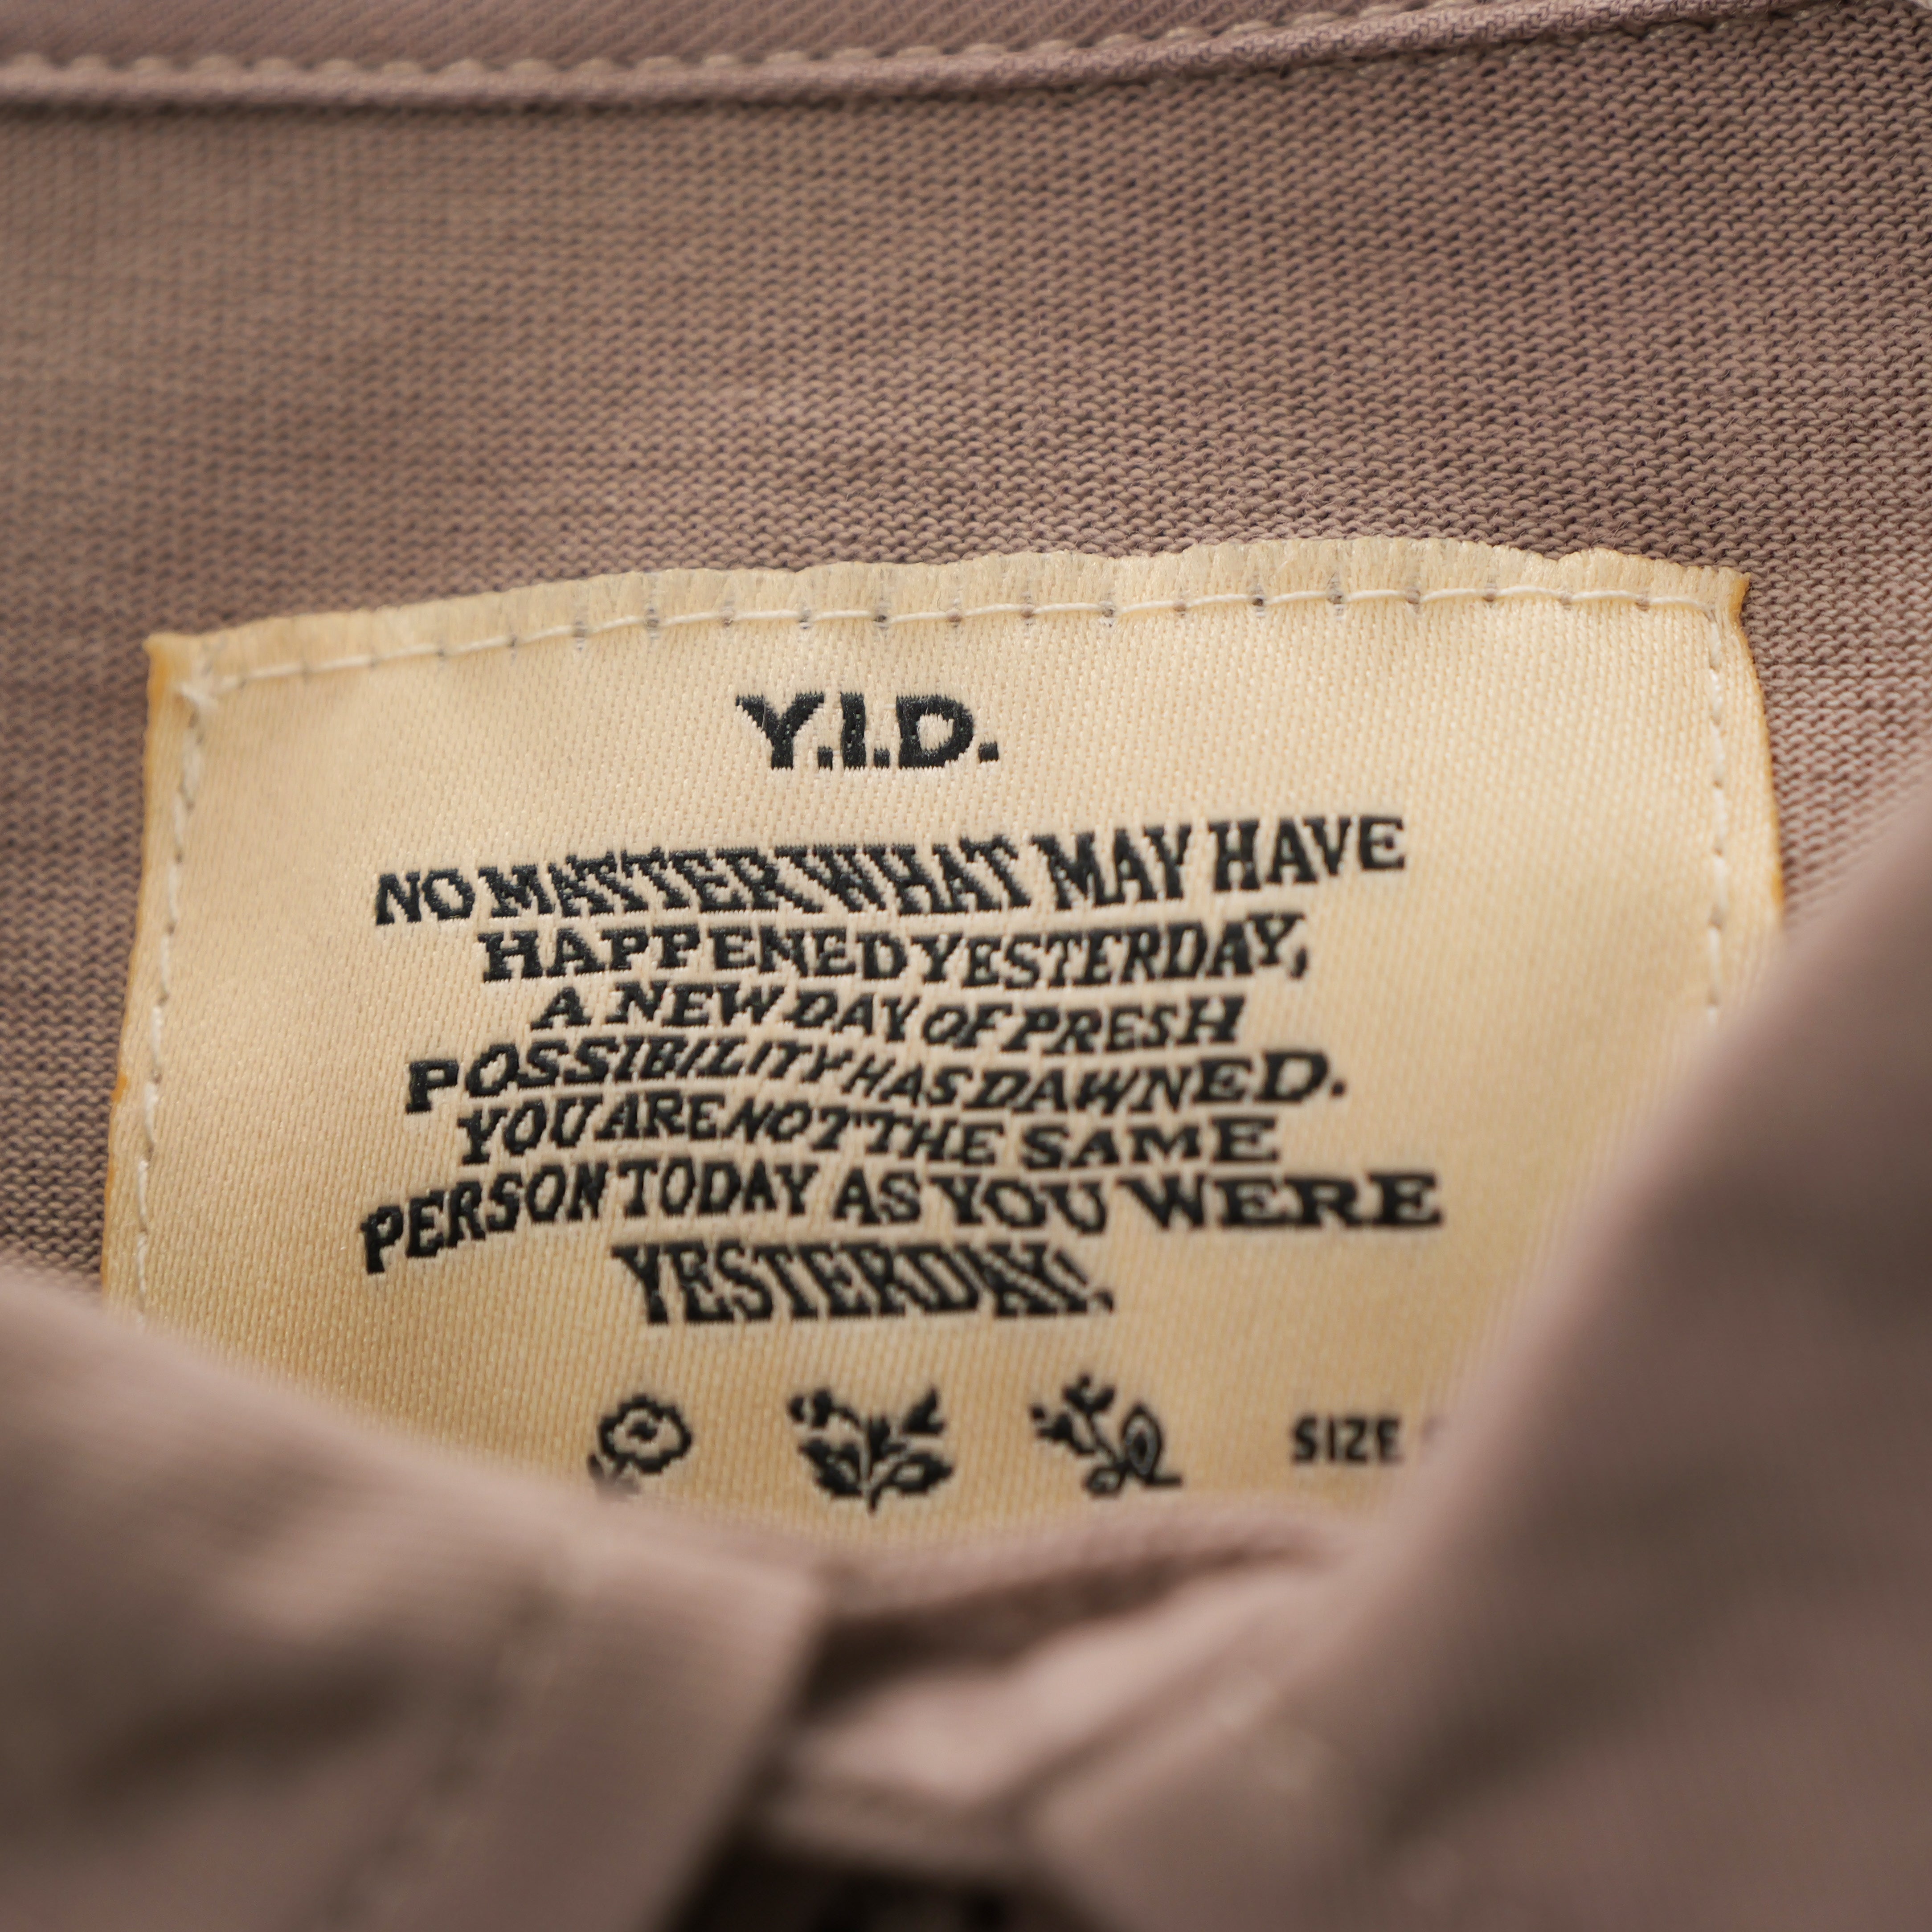 Y.I.D.
NO MATTER WHAT MAY HAVE
HAPPENED YESTERDAY,
A NEW DAY OF PRESH
POSSIBILITY HAS DAWNED.
YOU ARE NOT THE SAME
PERSON TODAY AS YOU WERE
YESTERDAY.
SIZE